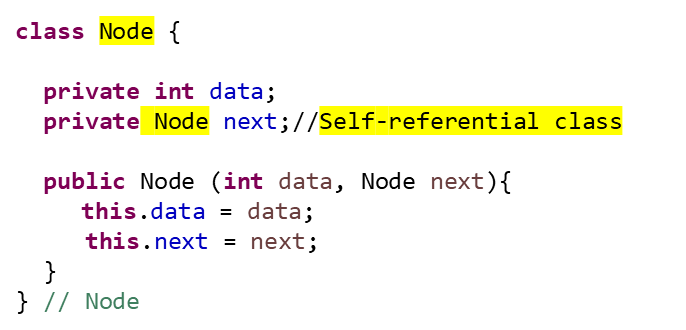 class Node {
private int data;
private Node next;//Self-referential class
public Node (int data, Node next){
this.data = data;
this.next = next;
}
} // Node